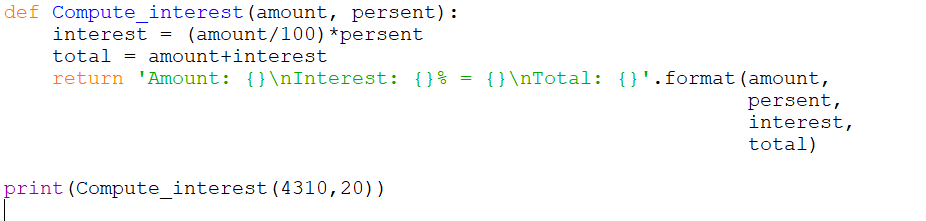 def Compute_interest(amount, persent):
    interest = (amount/100)*persent
    total = amount+interest
    return 'Amount: {}\nInterest: {}% = {}\nTotal: {}'.format(amount,
                                                              persent,
                                                              interest,
                                                              total)

print(Compute_interest(4310,20))